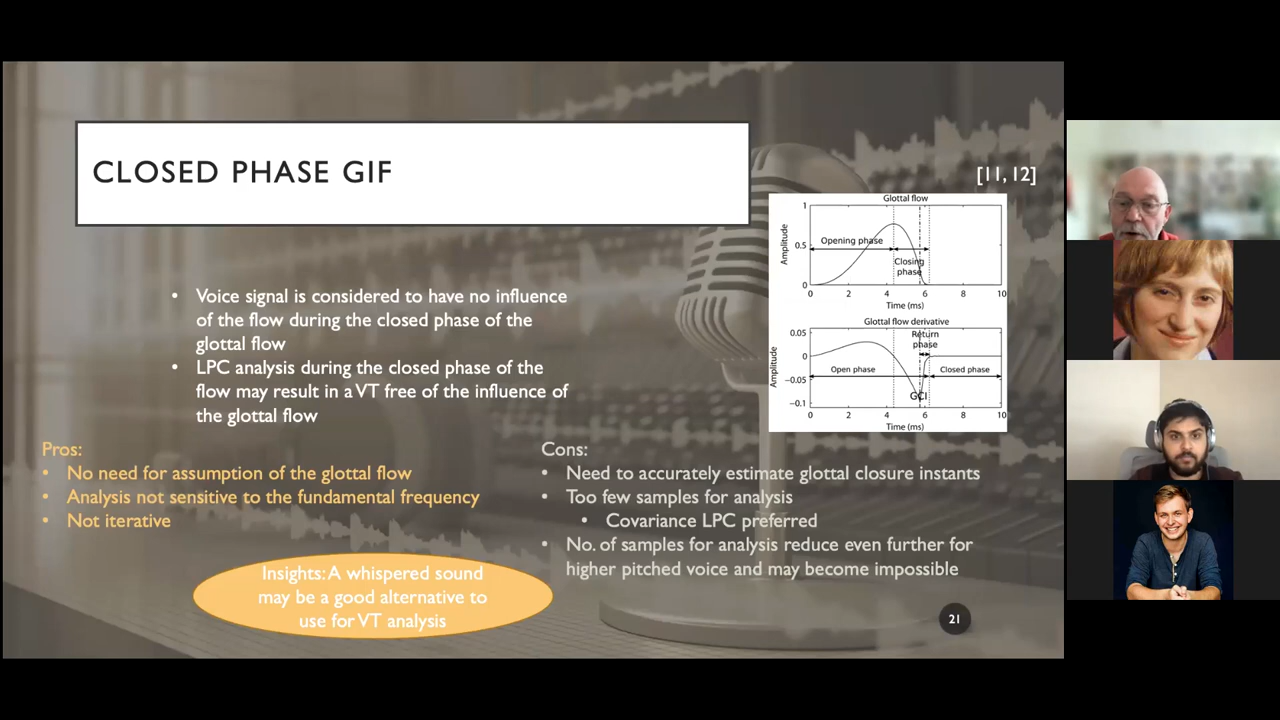 CLOSED PHASE GIF
[11, 12]
• Voice signal is considered to have no influence
of the flow during the closed phase of the
glottal flow
• LPC analysis during the closed phase of the
flow may result in a VT free of the influence of
the glottal flow
Glottal flow
Amplitude
1
0.5
0
Opening phase
Closing
phase
0 2 4 6 8 10
Time (ms)
Glottal flow derivative
Amplitude
0.05
0
−0.05
−0.1
Return
phase
Open phase
Closed phase
GCI
0 2 4 6 8 10
Time (ms)
Pros:
• No need for assumption of the glottal flow
• Analysis not sensitive to the fundamental frequency
• Not iterative
Cons:
• Need to accurately estimate glottal closure instants
• Too few samples for analysis
• Covariance LPC preferred
• No. of samples for analysis reduce even further for
higher pitched voice and may become impossible
Insights: A whispered sound
may be a good alternative to
use for VT analysis
21